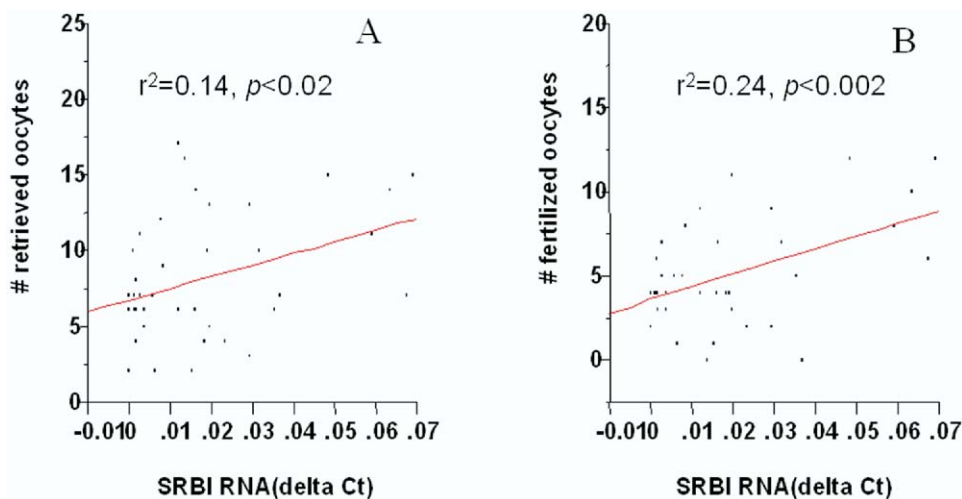 A
r²=0.14, p<0.02
# retrieved oocytes
25
20
15
10
5
0
-0.010 0 .01 .02 .03 .04 .05 .06 .07
SRBI RNA(delta Ct)
B
r²=0.24, p<0.002
# fertilized oocytes
20
15
10
5
0
-0.010 0 .01 .02 .03 .04 .05 .06 .07
SRBI RNA(delta Ct)